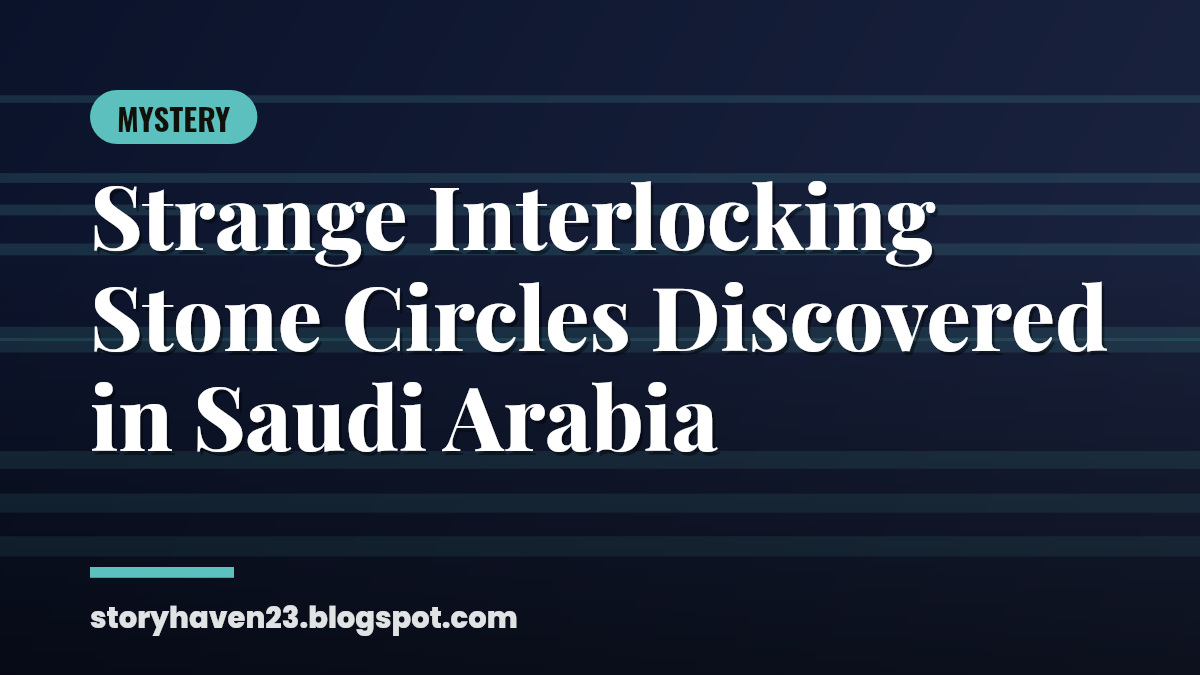 MYSTERY
Strange Interlocking
Stone Circles Discovered
in Saudi Arabia
storyhaven23.blogspot.com